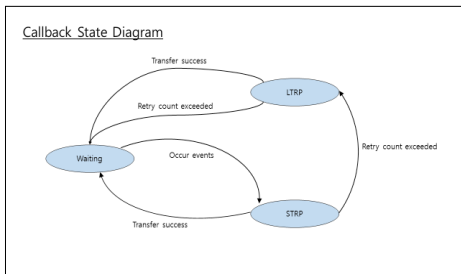 Callback State Diagram
Transfer success
LTRP
Retry count exceeded
Waiting
Occur events
Retry count exceeded
STRP
Transfer success